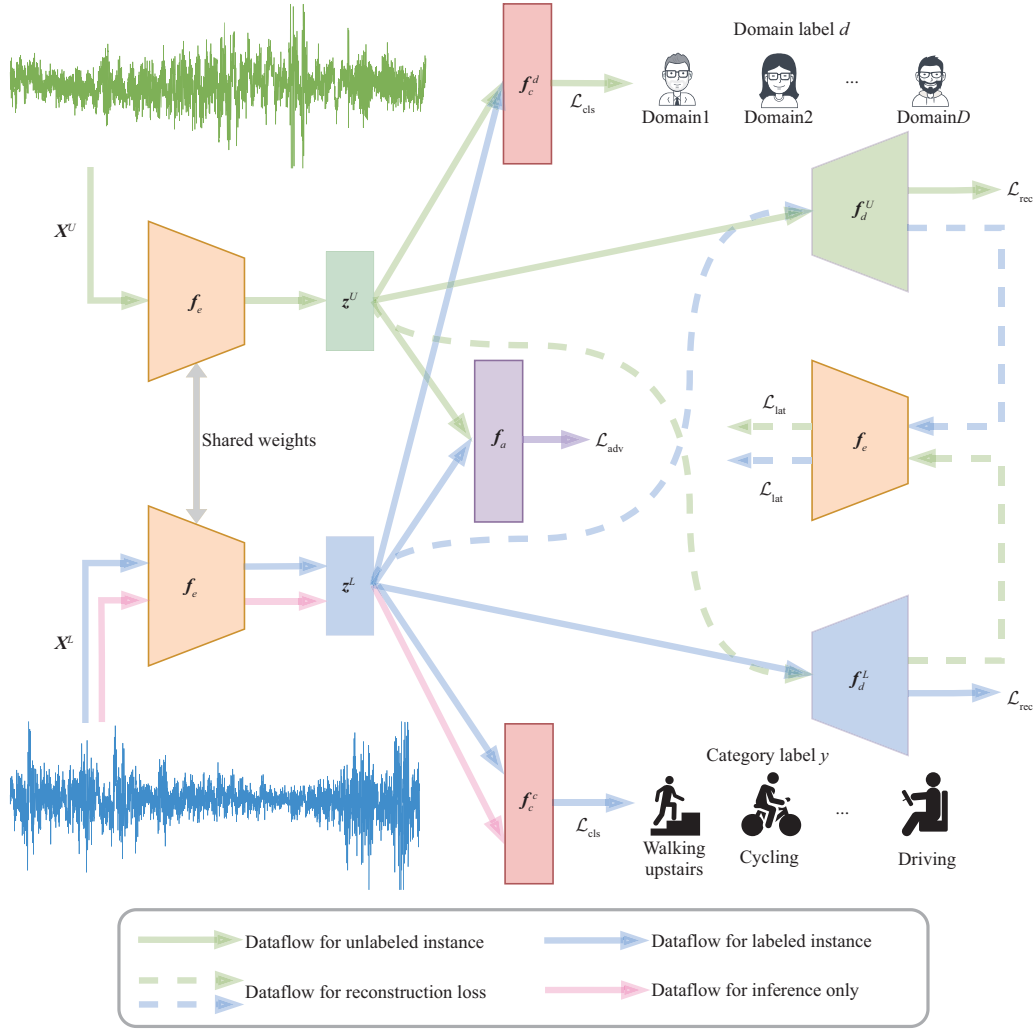 Domain label d
f_c^d
L_cls
Domain1
Domain2
...
DomainD
X^U
f_e
z^U
f_d^U
L_rec
Shared weights
f_a
L_adv
L_lat
f_e
L_lat
X^L
f_e
z^L
f_d^L
L_rec
Category label y
f_c^c
L_cls
...
Walking
upstairs
Cycling
Driving
Dataflow for unlabeled instance
Dataflow for labeled instance
Dataflow for reconstruction loss
Dataflow for inference only